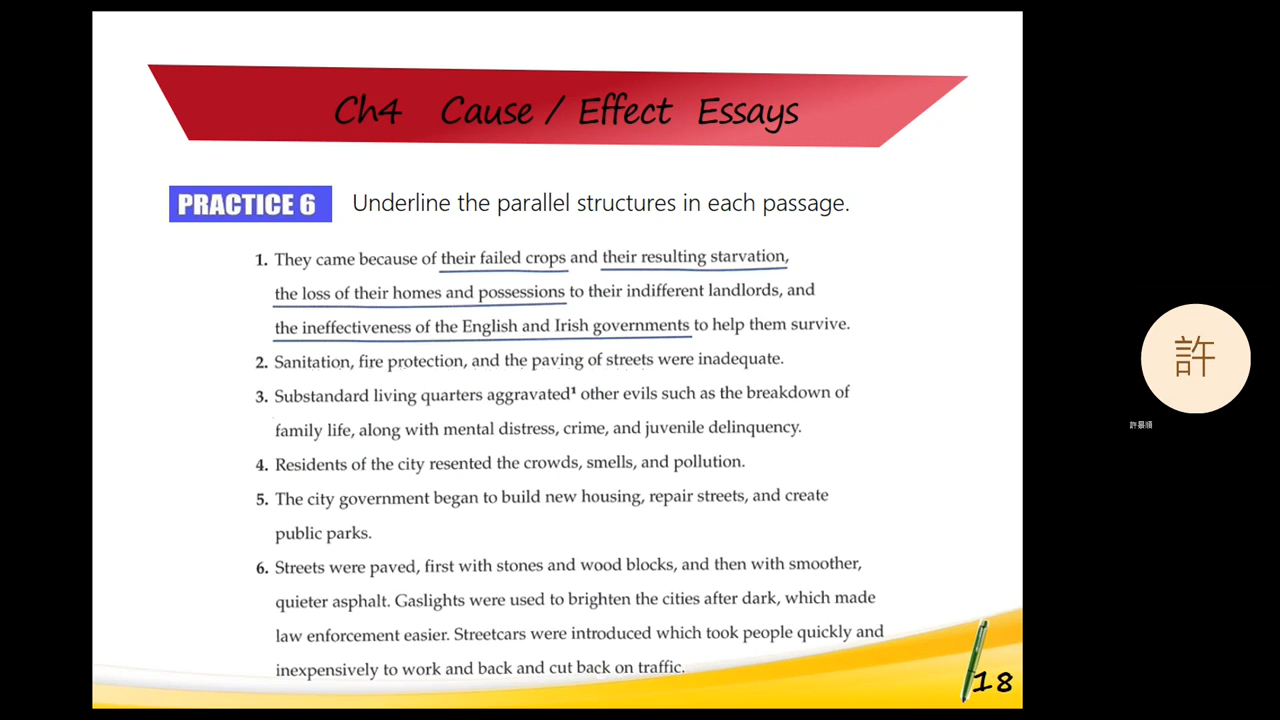 Ch4 Cause / Effect Essays
PRACTICE 6 Underline the parallel structures in each passage.
1. They came because of their failed crops and their resulting starvation,
the loss of their homes and possessions to their indifferent landlords, and
the ineffectiveness of the English and Irish governments to help them survive.
2. Sanitation, fire protection, and the paving of streets were inadequate.
3. Substandard living quarters aggravated¹ other evils such as the breakdown of
family life, along with mental distress, crime, and juvenile delinquency.
4. Residents of the city resented the crowds, smells, and pollution.
5. The city government began to build new housing, repair streets, and create
public parks.
6. Streets were paved, first with stones and wood blocks, and then with smoother,
quieter asphalt. Gaslights were used to brighten the cities after dark, which made
law enforcement easier. Streetcars were introduced which took people quickly and
inexpensively to work and back and cut back on traffic.
18
許
許景順